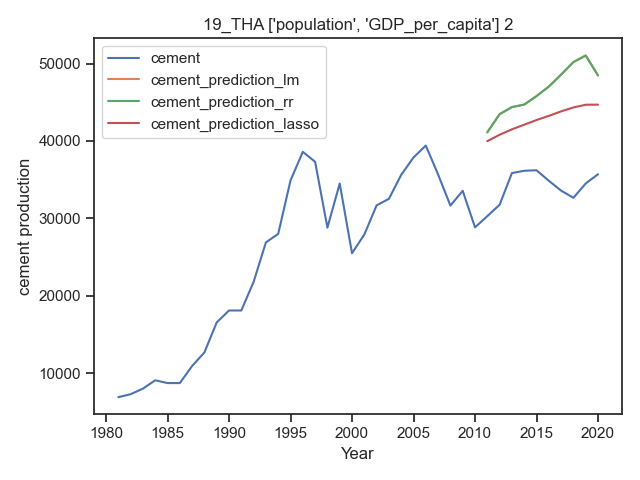 19_THA ['population', 'GDP_per_capita'] 2
cement
cement_prediction_lm
cement_prediction_rr
cement_prediction_lasso
cement production
50000
40000
30000
20000
10000
1980 1985 1990 1995 2000 2005 2010 2015 2020
Year